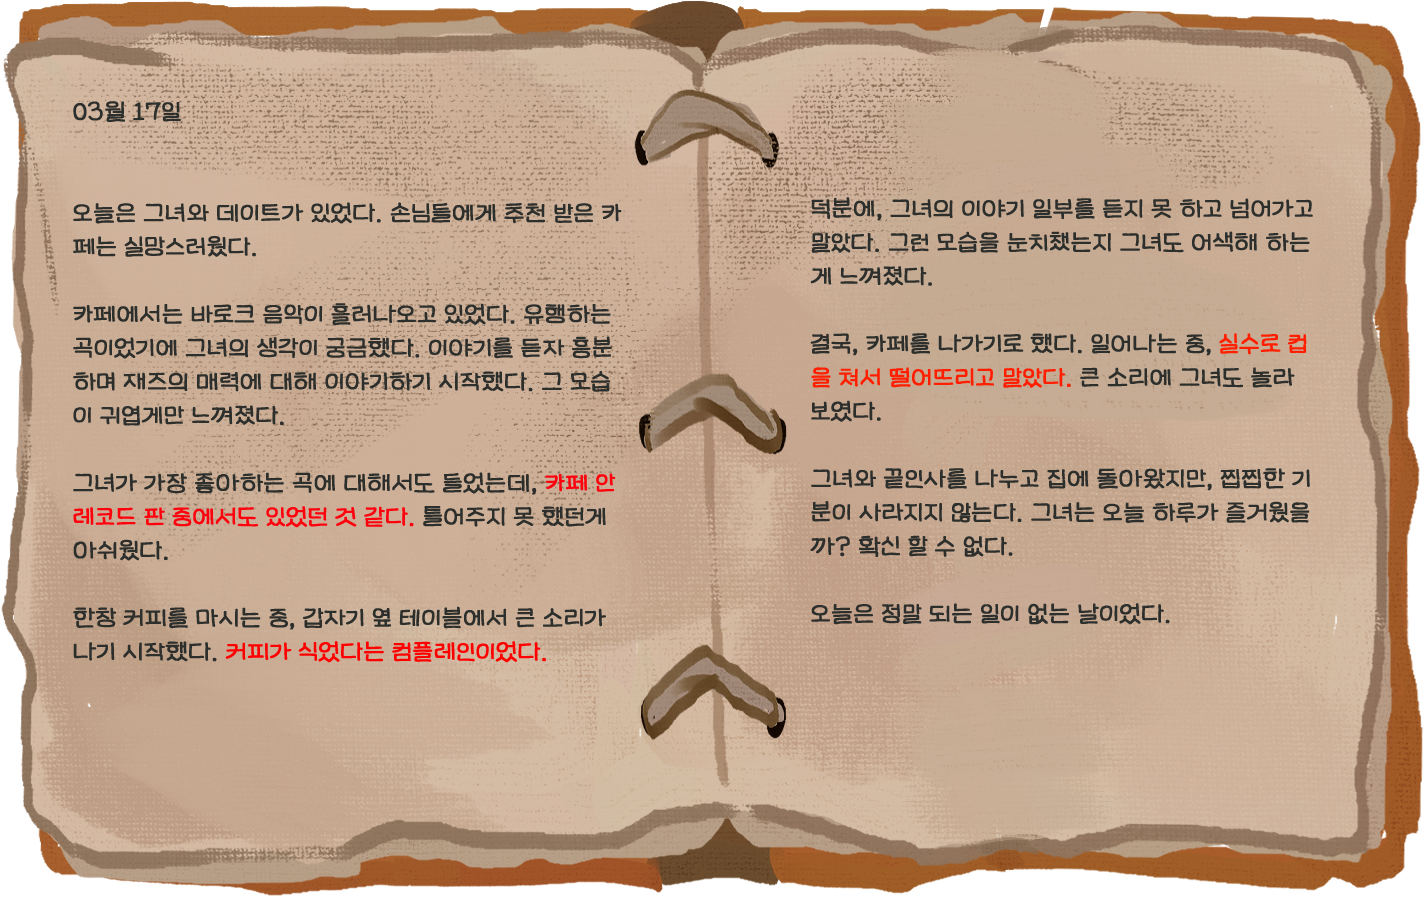 03월 17일
오늘은 그녀와 데이트가 있었다. 손님들에게 추천 받은 카
페는 실망스러웠다.
카페에서는 바로크 음악이 흘러나오고 있었다. 유행하는
곡이었기에 그녀의 생각이 궁금했다. 이야기를 듣자 흥분
하며 재즈의 매력에 대해 이야기하기 시작했다. 그 모습
이 귀엽게만 느껴졌다.
그녀가 가장 좋아하는 곡에 대해서도 들었는데, 카페 안
레코드 판 중에서도 있었던 것 같다. 틀어주지 못 했던게
아쉬웠다.
한창 커피를 마시는 중, 갑자기 옆 테이블에서 큰 소리가
나기 시작했다. 커피가 식었다는 컴플레인이었다.
덕분에, 그녀의 이야기 일부를 듣지 못 하고 넘어가고
말았다. 그런 모습을 눈치챘는지 그녀도 어색해 하는
게 느껴졌다.
결국, 카페를 나가기로 했다. 일어나는 중, 실수로 컵
을 쳐서 떨어뜨리고 말았다. 큰 소리에 그녀도 놀라
보였다.
그녀와 끝인사를 나누고 집에 돌아왔지만, 찝찝한 기
분이 사라지지 않는다. 그녀는 오늘 하루가 즐거웠을
까? 확신 할 수 없다.
오늘은 정말 되는 일이 없는 날이었다.